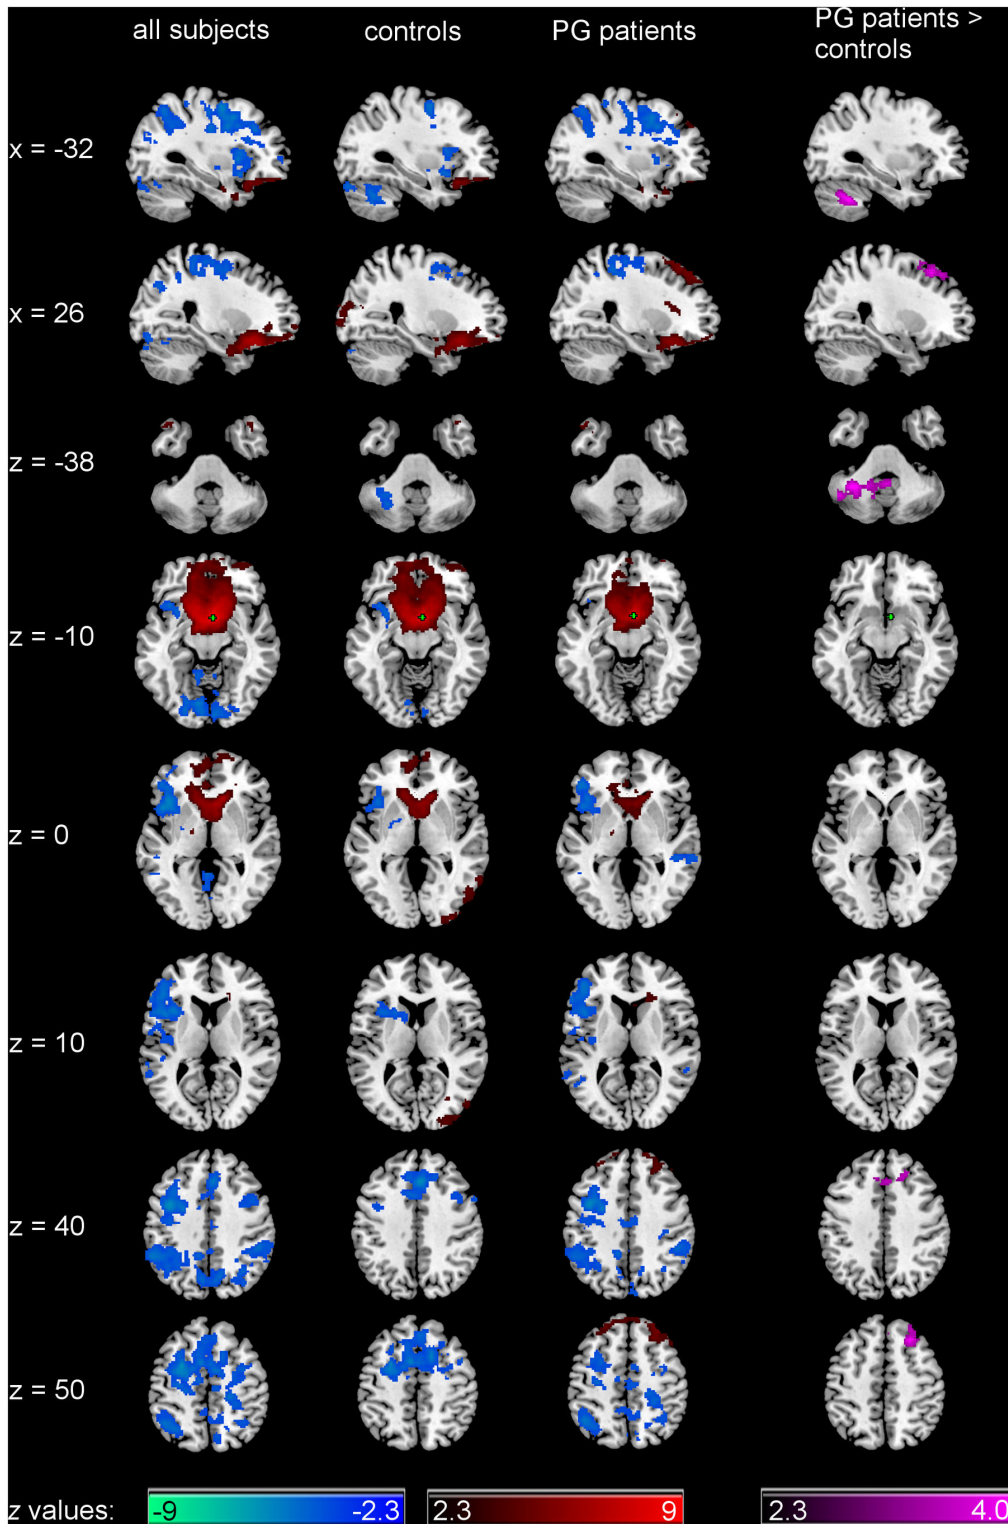 all subjects
controls
PG patients
PG patients >
controls
x = -32
x = 26
z = -38
z = -10
z = 0
z = 10
z = 40
z = 50
z values:
-9
-2.3
2.3
9
2.3
4.0